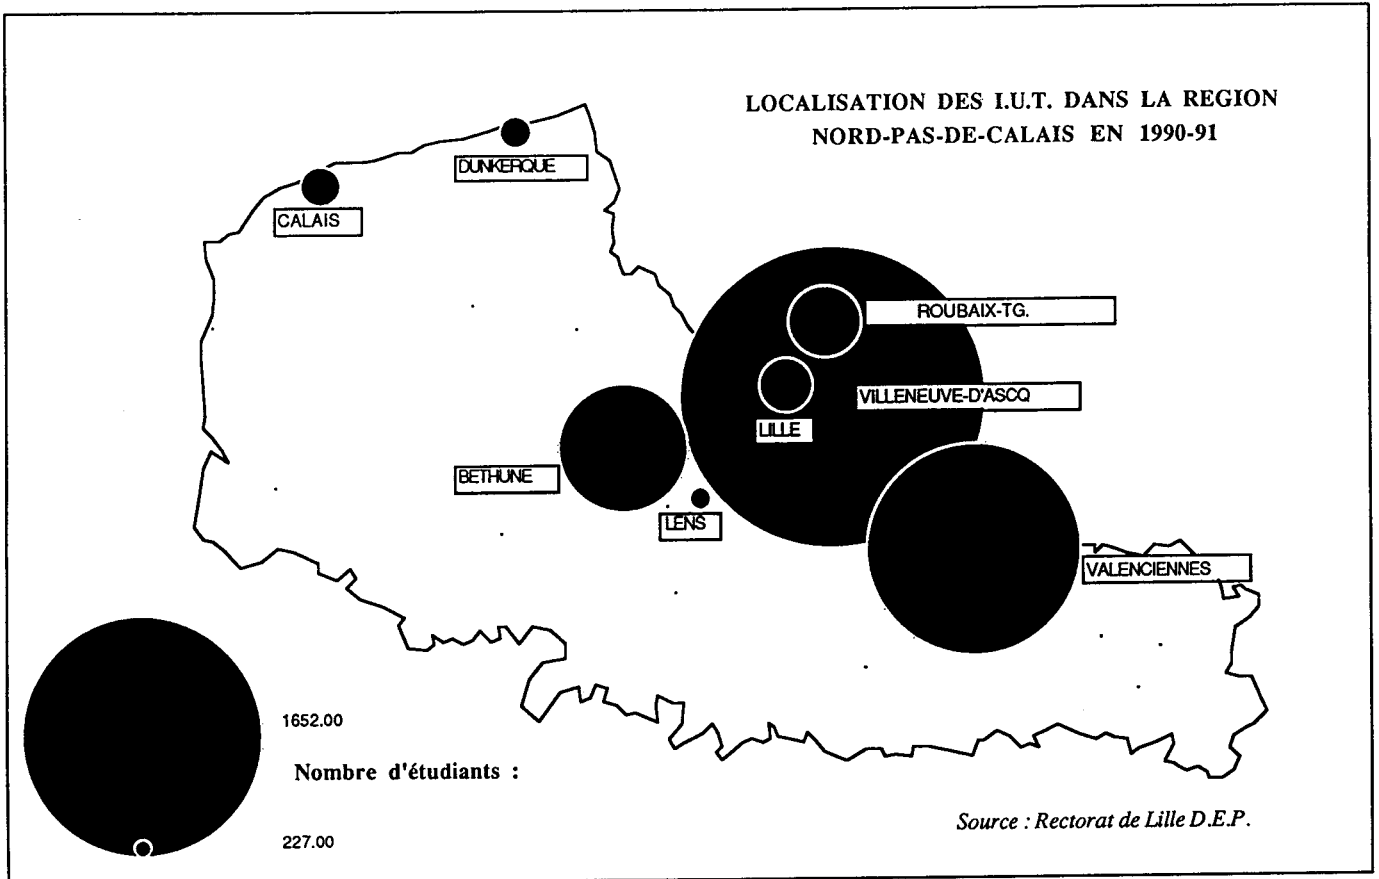 LOCALISATION DES I.U.T. DANS LA REGION
NORD-PAS-DE-CALAIS EN 1990-91
DUNKERQUE
CALAIS
ROUBAIX-TG.
VILLENEUVE-D'ASCQ
LILLE
BETHUNE
LENS
VALENCIENNES
1652.00
Nombre d'étudiants :
227.00
Source : Rectorat de Lille D.E.P.